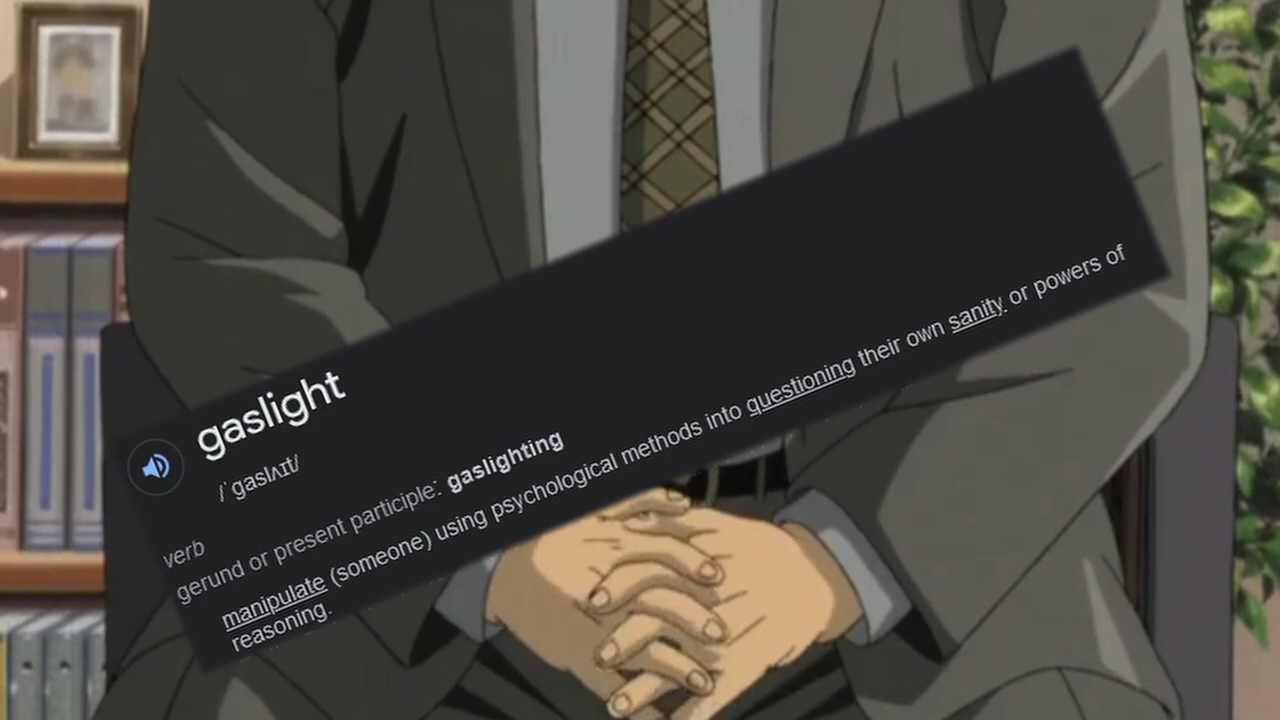 gaslight
/ˈɡaslʌɪt/
verb
gerund or present participle: gaslighting
manipulate (someone) using psychological methods into questioning their own sanity or powers of
reasoning.